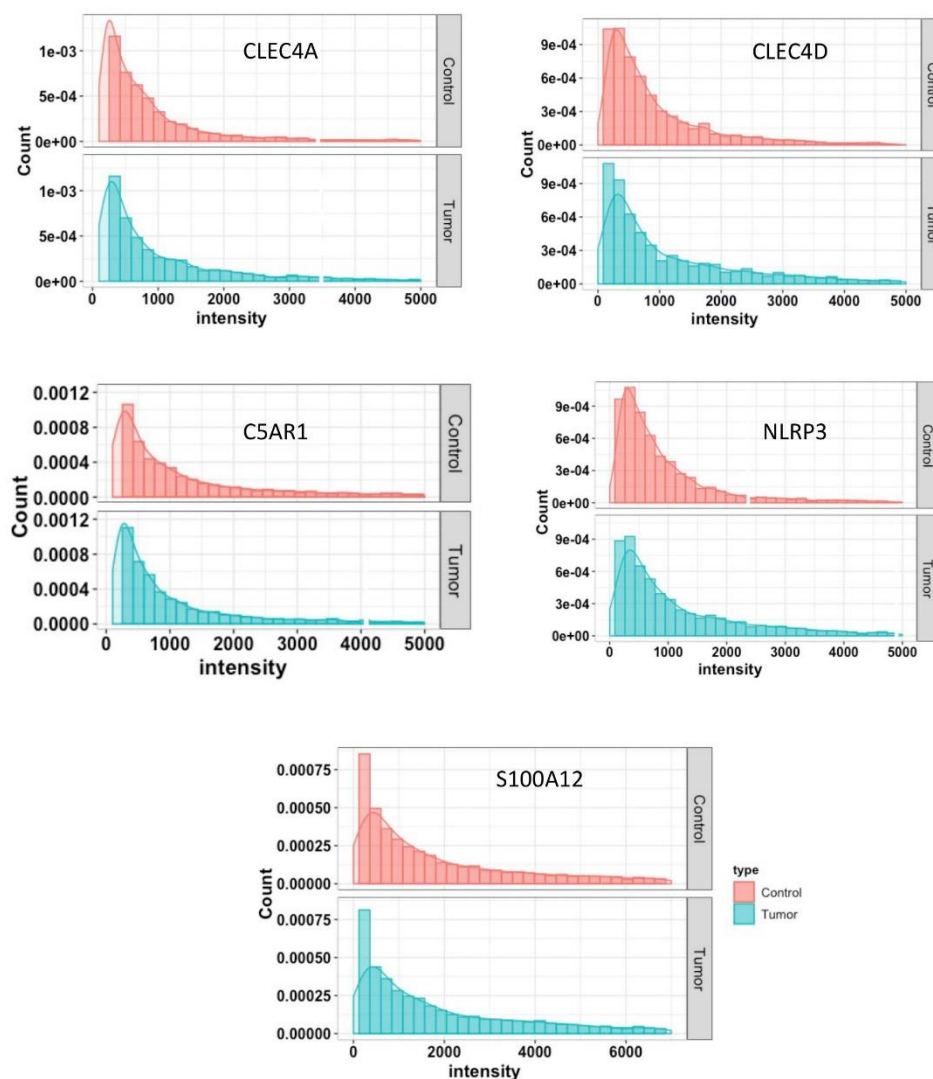 CLEC4A
1e-03
5e-04
0e+00
Control
1e-03
5e-04
0e+00
Tumor
Count
0 1000 2000 3000 4000 5000
intensity
CLEC4D
9e-04
6e-04
3e-04
0e+00
Control
9e-04
6e-04
3e-04
0e+00
Tumor
Count
0 1000 2000 3000 4000 5000
intensity
C5AR1
0.0012
0.0008
0.0004
0.0000
Control
0.0012
0.0008
0.0004
0.0000
Tumor
Count
0 1000 2000 3000 4000 5000
intensity
NLRP3
9e-04
6e-04
3e-04
0e+00
Control
9e-04
6e-04
3e-04
0e+00
Tumor
Count
0 1000 2000 3000 4000 5000
intensity
S100A12
0.00075
0.00050
0.00025
0.00000
Control
0.00075
0.00050
0.00025
0.00000
Tumor
Count
0 2000 4000 6000
intensity
type
Control
Tumor